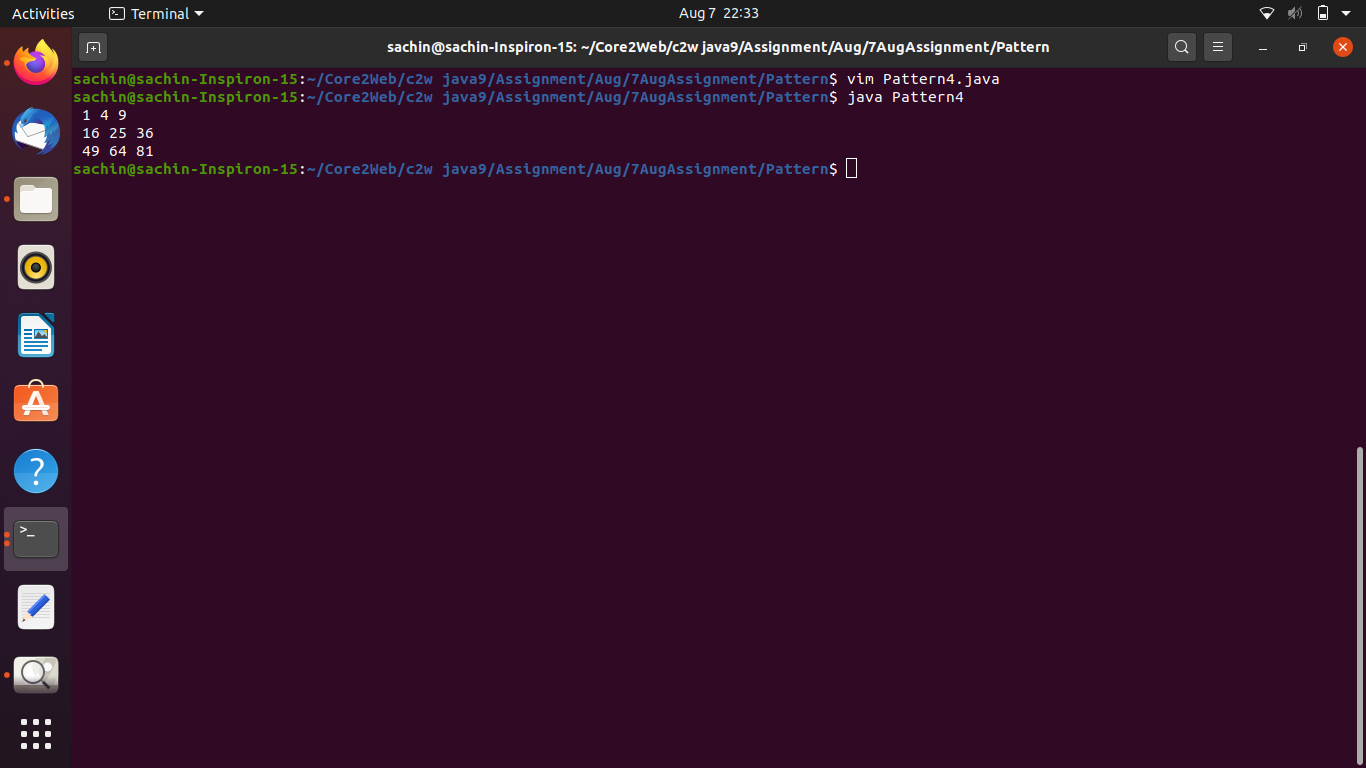 Activities Terminal Aug 7 22:33
sachin@sachin-Inspiron-15: ~/Core2Web/c2w java9/Assignment/Aug/7AugAssignment/Pattern
sachin@sachin-Inspiron-15:~/Core2Web/c2w java9/Assignment/Aug/7AugAssignment/Pattern$ vim Pattern4.java
sachin@sachin-Inspiron-15:~/Core2Web/c2w java9/Assignment/Aug/7AugAssignment/Pattern$ java Pattern4
1 4 9
16 25 36
49 64 81
sachin@sachin-Inspiron-15:~/Core2Web/c2w java9/Assignment/Aug/7AugAssignment/Pattern$